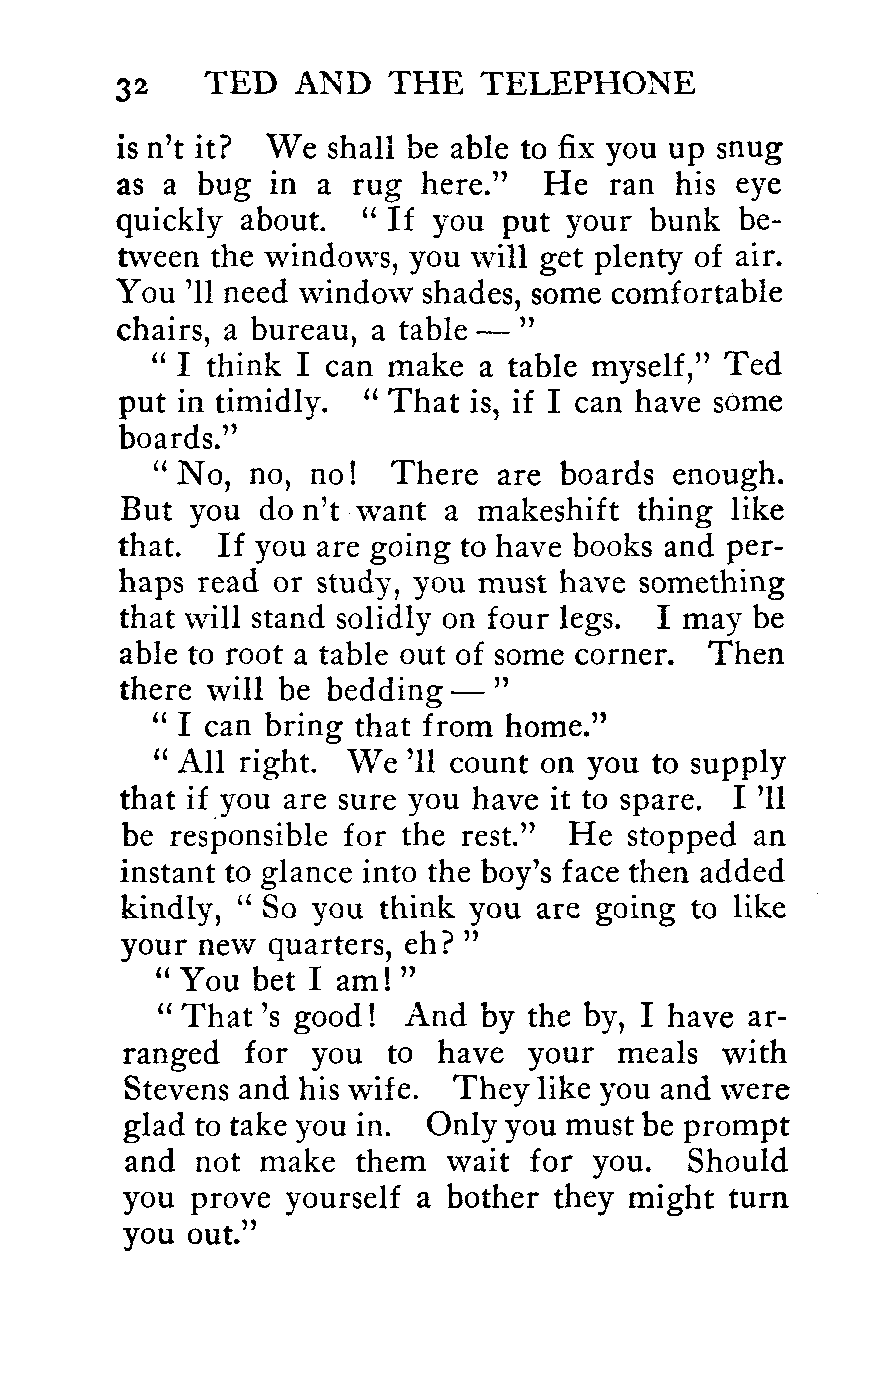 32 TED AND THE TELEPHONE
is n't it? We shall be able to fix you up snug
as a bug in a rug here." He ran his eye
quickly about. " If you put your bunk be-
tween the windows, you will get plenty of air.
You 'll need window shades, some comfortable
chairs, a bureau, a table — "
" I think I can make a table myself," Ted
put in timidly. " That is, if I can have some
boards."
" No, no, no! There are boards enough.
But you do n't want a makeshift thing like
that. If you are going to have books and per-
haps read or study, you must have something
that will stand solidly on four legs. I may be
able to root a table out of some corner. Then
there will be bedding — "
" I can bring that from home."
" All right. We 'll count on you to supply
that if you are sure you have it to spare. I 'll
be responsible for the rest." He stopped an
instant to glance into the boy's face then added
kindly, " So you think you are going to like
your new quarters, eh? "
" You bet I am! "
" That 's good! And by the by, I have ar-
ranged for you to have your meals with
Stevens and his wife. They like you and were
glad to take you in. Only you must be prompt
and not make them wait for you. Should
you prove yourself a bother they might turn
you out."